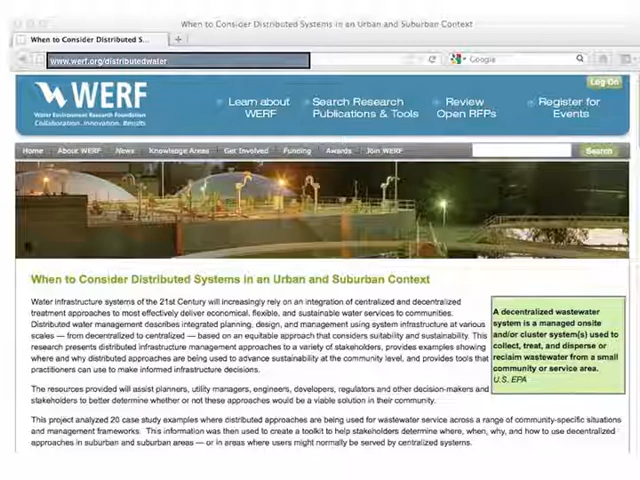 When to Consider Distributed Systems in an Urban and Suburban Context
When to Consider Distributed S...
www.werf.org/distributedwater
Google
Log On
WERF
Water Environment Research Foundation
Collaboration. Innovation. Results.
Learn about WERF
Search Research Publications & Tools
Review Open RFPs
Register for Events
Home About WERF News Knowledge Areas Get Involved Funding Awards Join WERF Search
When to Consider Distributed Systems in an Urban and Suburban Context
Water infrastructure systems of the 21st Century will increasingly rely on an integration of centralized and decentralized
treatment approaches to most effectively deliver economical, flexible, and sustainable water services to communities.
Distributed water management describes integrated planning, design, and management using system infrastructure at various
scales — from decentralized to centralized — based on an equitable approach that considers suitability and sustainability. This
research presents distributed infrastructure management approaches to a variety of stakeholders, provides examples showing
where and why distributed approaches are being used to advance sustainability at the community level, and provides tools that
practitioners can use to make informed infrastructure decisions.
A decentralized wastewater
system is a managed onsite
and/or cluster system(s) used to
collect, treat, and disperse or
reclaim wastewater from a small
community or service area.
U.S. EPA
The resources provided will assist planners, utility managers, engineers, developers, regulators and other decision-makers and
stakeholders to better determine whether or not these approaches would be a viable solution in their community.
This project analyzed 20 case study examples where distributed approaches are being used for wastewater service across a range of community-specific situations
and management frameworks. This information was then used to create a toolkit to help stakeholders determine where, when, why, and how to use decentralized
approaches in suburban and suburban areas — or in areas where users might normally be served by centralized systems.